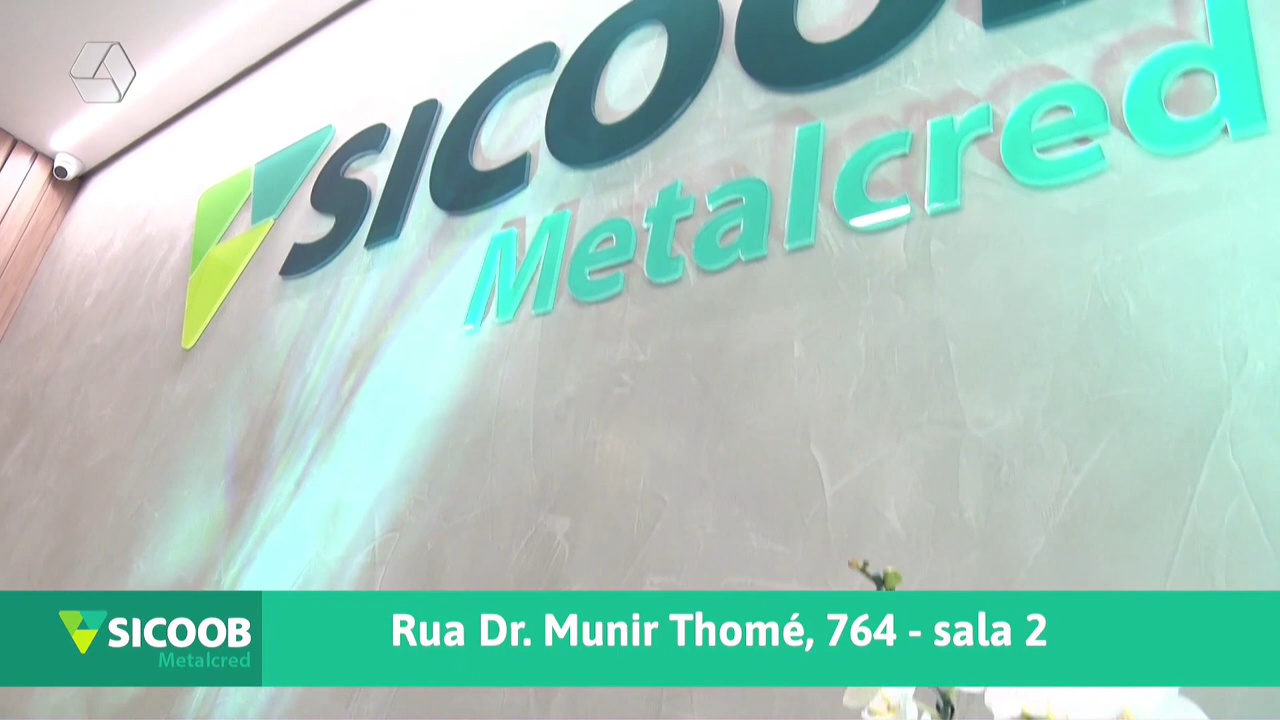 SICOOB
Metalcred
SICOOB
Metalcred
Rua Dr. Munir Thomé, 764 - sala 2